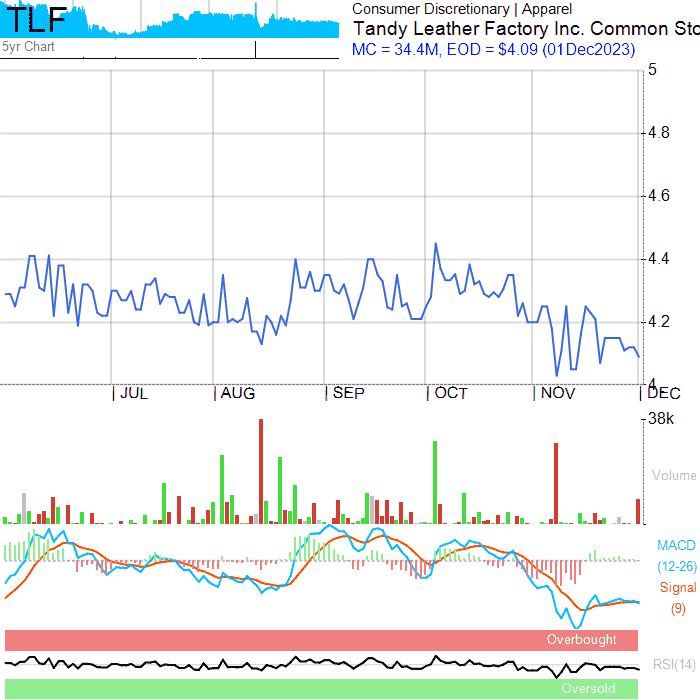 TLF
5yr Chart
Consumer Discretionary | Apparel
Tandy Leather Factory Inc. Common Sto
MC = 34.4M, EOD = $4.09 (01Dec2023)
5
4.8
4.6
4.4
4.2
4
JUL AUG SEP OCT NOV DEC
38k
Volume
MACD
(12-26)
Signal
(9)
Overbought
RSI(14)
Oversold